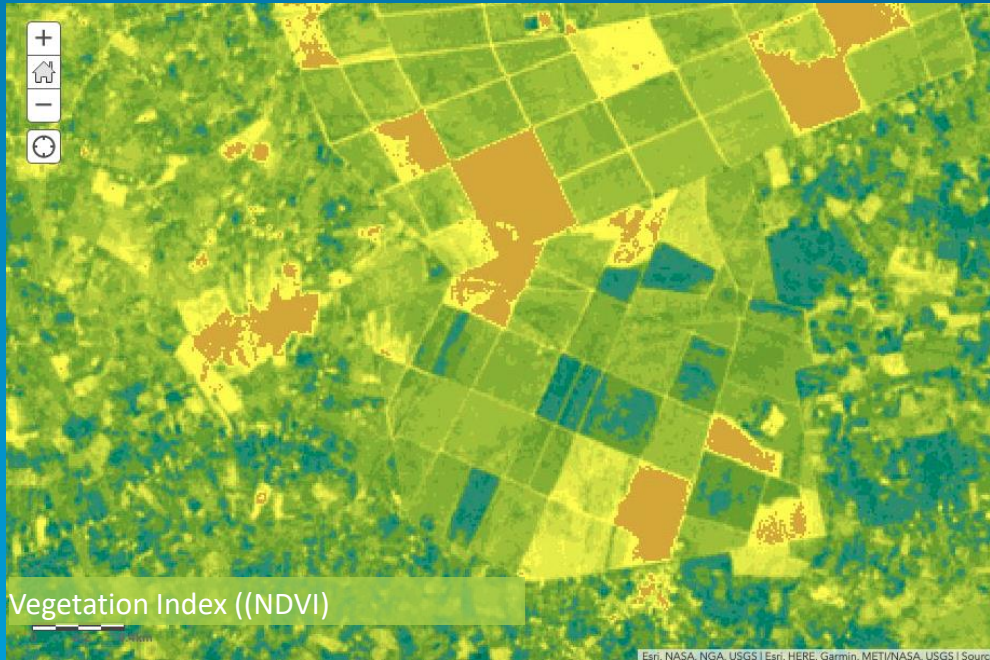 +
−
Vegetation Index ((NDVI)
Esri, NASA, NGA, USGS | Esri, HERE, Garmin, METI/NASA, USGS | Sourc